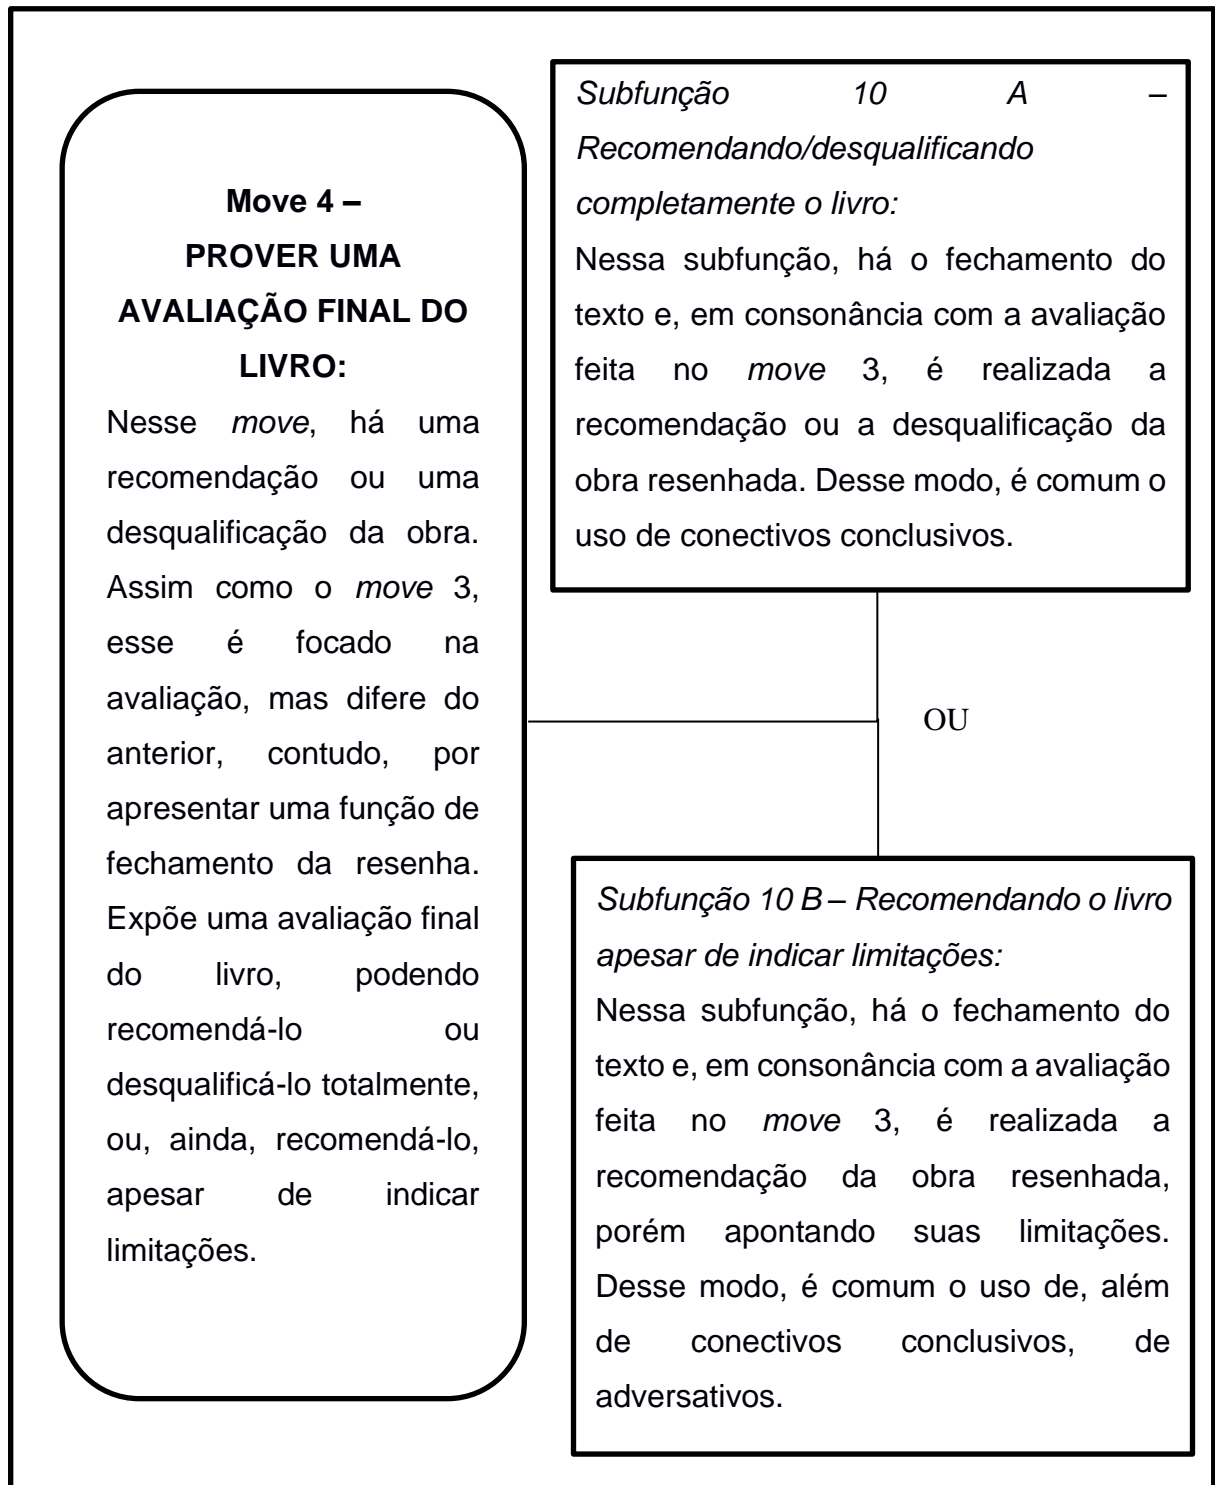 Move 4 –
PROVER UMA
AVALIAÇÃO FINAL DO
LIVRO:
Nesse move, há uma
recomendação ou uma
desqualificação da obra.
Assim como o move 3,
esse é focado na
avaliação, mas difere do
anterior, contudo, por
apresentar uma função de
fechamento da resenha.
Expõe uma avaliação final
do livro, podendo
recomendá-lo ou
desqualificá-lo totalmente,
ou, ainda, recomendá-lo,
apesar de indicar
limitações.
Subfunção 10 A –
Recomendando/desqualificando
completamente o livro:
Nessa subfunção, há o fechamento do
texto e, em consonância com a avaliação
feita no move 3, é realizada a
recomendação ou a desqualificação da
obra resenhada. Desse modo, é comum o
uso de conectivos conclusivos.
OU
Subfunção 10 B – Recomendando o livro
apesar de indicar limitações:
Nessa subfunção, há o fechamento do
texto e, em consonância com a avaliação
feita no move 3, é realizada a
recomendação da obra resenhada,
porém apontando suas limitações.
Desse modo, é comum o uso de, além
de conectivos conclusivos, de
adversativos.